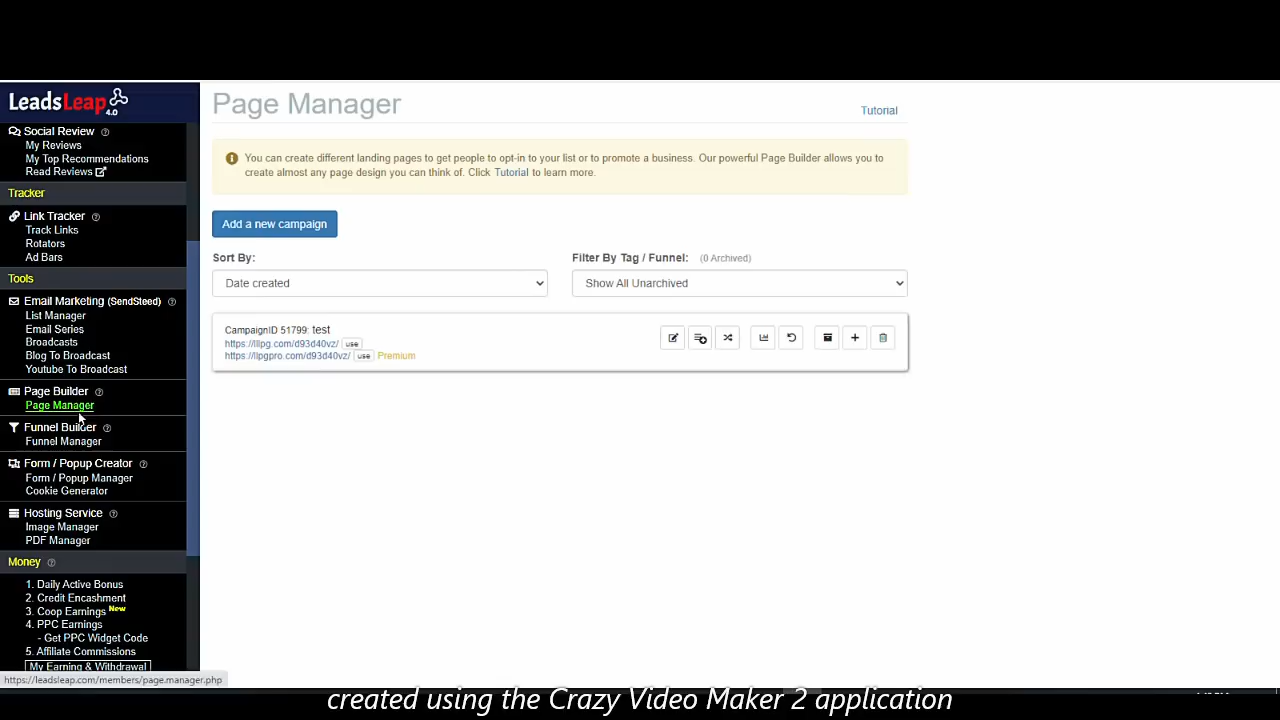 LeadsLeap 4.0
Social Review
My Reviews
My Top Recommendations
Read Reviews
Tracker
Link Tracker
Track Links
Rotators
Ad Bars
Tools
Email Marketing (SendSteed)
List Manager
Email Series
Broadcasts
Blog To Broadcast
Youtube To Broadcast
Page Builder
Page Manager
Funnel Builder
Funnel Manager
Form / Popup Creator
Form / Popup Manager
Cookie Generator
Hosting Service
Image Manager
PDF Manager
Money
1. Daily Active Bonus
2. Credit Encashment
3. Coop Earnings New
4. PPC Earnings
- Get PPC Widget Code
5. Affiliate Commissions
My Earning & Withdrawal
https://leadsleap.com/members/page.manager.php
Page Manager
Tutorial
You can create different landing pages to get people to opt-in to your list or to promote a business. Our powerful Page Builder allows you to
create almost any page design you can think of. Click Tutorial to learn more.
Add a new campaign
Sort By:
Date created
Filter By Tag / Funnel: (0 Archived)
Show All Unarchived
CampaignID 51799: test
https://llpg.com/d93d40vz/ use
https://llpgpro.com/d93d40vz/ use Premium
created using the Crazy Video Maker 2 application